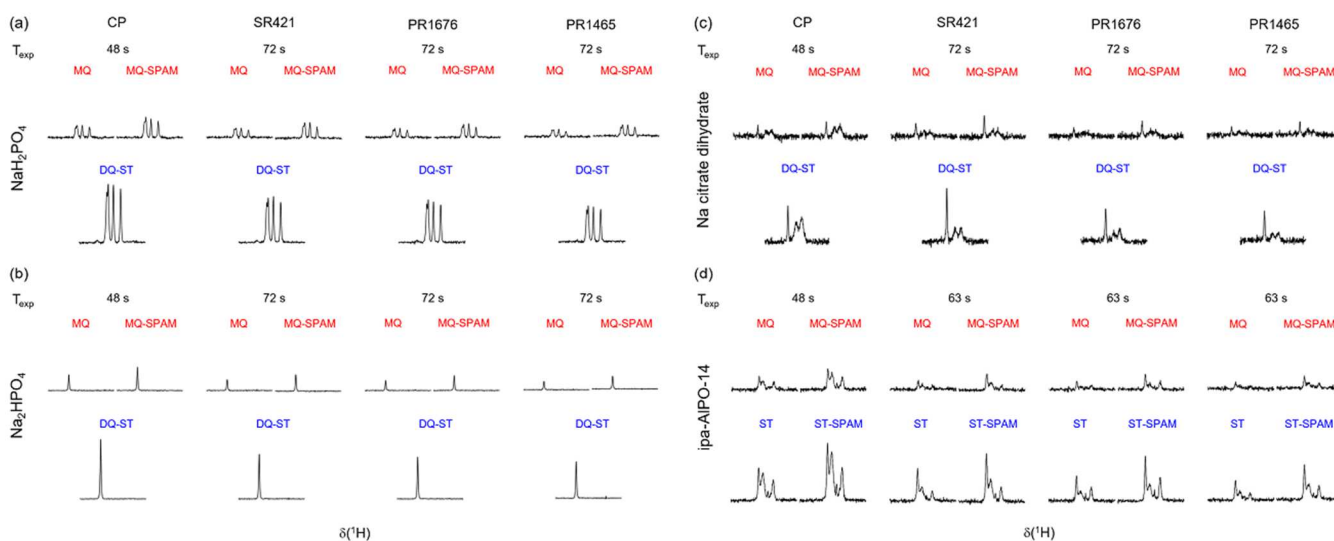 (a)
CP SR421 PR1676 PR1465
T_exp 48 s 72 s 72 s 72 s
MQ MQ-SPAM MQ MQ-SPAM MQ MQ-SPAM MQ MQ-SPAM
NaH₂PO₄
DQ-ST DQ-ST DQ-ST DQ-ST
(b)
T_exp 48 s 72 s 72 s 72 s
MQ MQ-SPAM MQ MQ-SPAM MQ MQ-SPAM MQ MQ-SPAM
Na₂HPO₄
DQ-ST DQ-ST DQ-ST DQ-ST
δ(¹H)
(c)
CP SR421 PR1676 PR1465
T_exp 48 s 72 s 72 s 72 s
MQ MQ-SPAM MQ MQ-SPAM MQ MQ-SPAM MQ MQ-SPAM
Na citrate dihydrate
DQ-ST DQ-ST DQ-ST DQ-ST
(d)
T_exp 48 s 63 s 63 s 63 s
MQ MQ-SPAM MQ MQ-SPAM MQ MQ-SPAM MQ MQ-SPAM
ipa-AlPO-14
ST ST-SPAM ST ST-SPAM ST ST-SPAM ST ST-SPAM
δ(¹H)